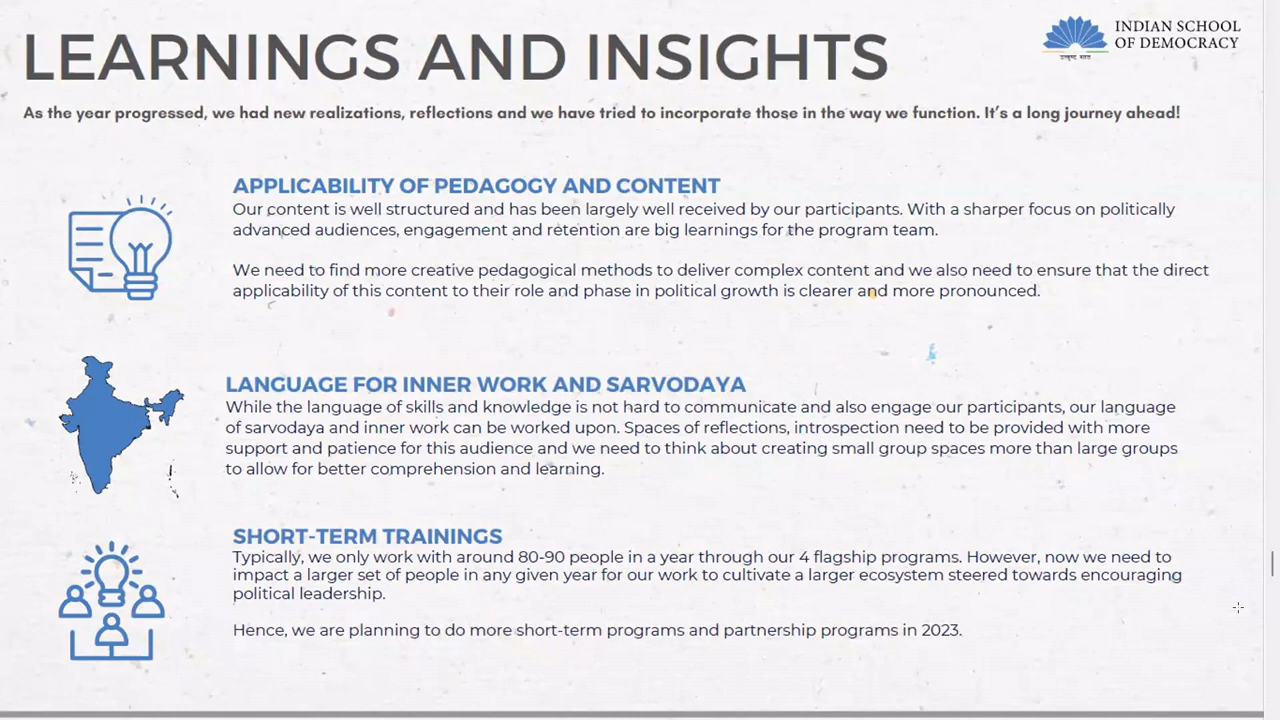 LEARNINGS AND INSIGHTS
INDIAN SCHOOL
OF DEMOCRACY
As the year progressed, we had new realizations, reflections and we have tried to incorporate those in the way we function. It's a long journey ahead!
APPLICABILITY OF PEDAGOGY AND CONTENT
Our content is well structured and has been largely well received by our participants. With a sharper focus on politically
advanced audiences, engagement and retention are big learnings for the program team.
We need to find more creative pedagogical methods to deliver complex content and we also need to ensure that the direct
applicability of this content to their role and phase in political growth is clearer and more pronounced.
LANGUAGE FOR INNER WORK AND SARVODAYA
While the language of skills and knowledge is not hard to communicate and also engage our participants, our language
of sarvodaya and inner work can be worked upon. Spaces of reflections, introspection need to be provided with more
support and patience for this audience and we need to think about creating small group spaces more than large groups
to allow for better comprehension and learning.
SHORT-TERM TRAININGS
Typically, we only work with around 80-90 people in a year through our 4 flagship programs. However, now we need to
impact a larger set of people in any given year for our work to cultivate a larger ecosystem steered towards encouraging
political leadership.
Hence, we are planning to do more short-term programs and partnership programs in 2023.